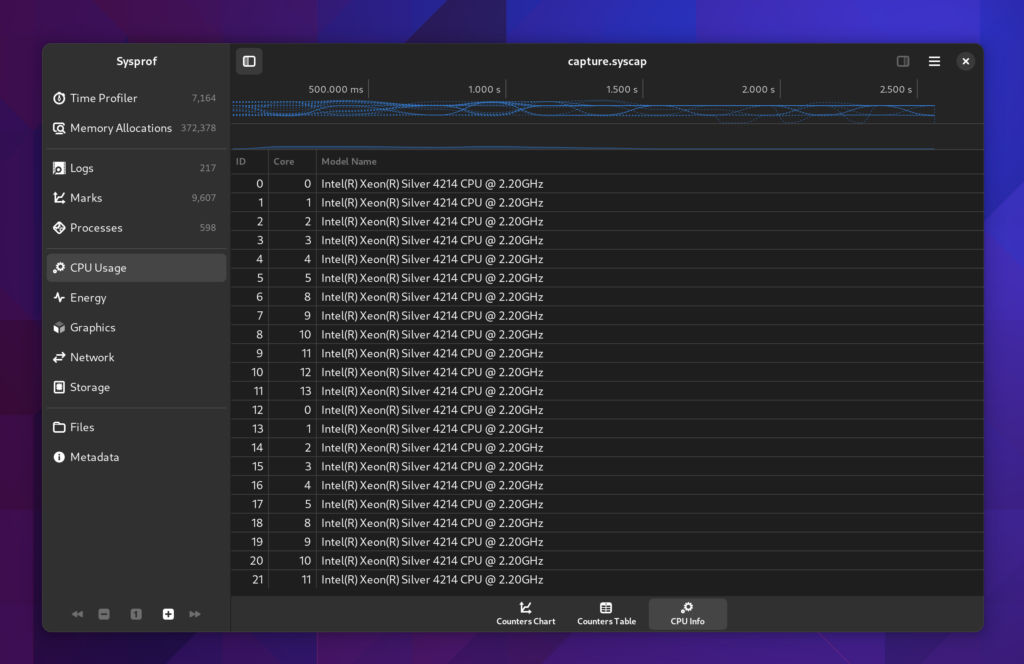 Sysprof
capture.syscap
Time Profiler 7,164
Memory Allocations 372,378
Logs 217
Marks 9,607
Processes 598
CPU Usage
Energy
Graphics
Network
Storage
Files
Metadata
1
500.000 ms 1.000 s 1.500 s 2.000 s 2.500 s
ID Core Model Name
0 0 Intel(R) Xeon(R) Silver 4214 CPU @ 2.20GHz
1 1 Intel(R) Xeon(R) Silver 4214 CPU @ 2.20GHz
2 2 Intel(R) Xeon(R) Silver 4214 CPU @ 2.20GHz
3 3 Intel(R) Xeon(R) Silver 4214 CPU @ 2.20GHz
4 4 Intel(R) Xeon(R) Silver 4214 CPU @ 2.20GHz
5 5 Intel(R) Xeon(R) Silver 4214 CPU @ 2.20GHz
6 8 Intel(R) Xeon(R) Silver 4214 CPU @ 2.20GHz
7 9 Intel(R) Xeon(R) Silver 4214 CPU @ 2.20GHz
8 10 Intel(R) Xeon(R) Silver 4214 CPU @ 2.20GHz
9 11 Intel(R) Xeon(R) Silver 4214 CPU @ 2.20GHz
10 12 Intel(R) Xeon(R) Silver 4214 CPU @ 2.20GHz
11 13 Intel(R) Xeon(R) Silver 4214 CPU @ 2.20GHz
12 0 Intel(R) Xeon(R) Silver 4214 CPU @ 2.20GHz
13 1 Intel(R) Xeon(R) Silver 4214 CPU @ 2.20GHz
14 2 Intel(R) Xeon(R) Silver 4214 CPU @ 2.20GHz
15 3 Intel(R) Xeon(R) Silver 4214 CPU @ 2.20GHz
16 4 Intel(R) Xeon(R) Silver 4214 CPU @ 2.20GHz
17 5 Intel(R) Xeon(R) Silver 4214 CPU @ 2.20GHz
18 8 Intel(R) Xeon(R) Silver 4214 CPU @ 2.20GHz
19 9 Intel(R) Xeon(R) Silver 4214 CPU @ 2.20GHz
20 10 Intel(R) Xeon(R) Silver 4214 CPU @ 2.20GHz
21 11 Intel(R) Xeon(R) Silver 4214 CPU @ 2.20GHz
Counters Chart Counters Table CPU Info